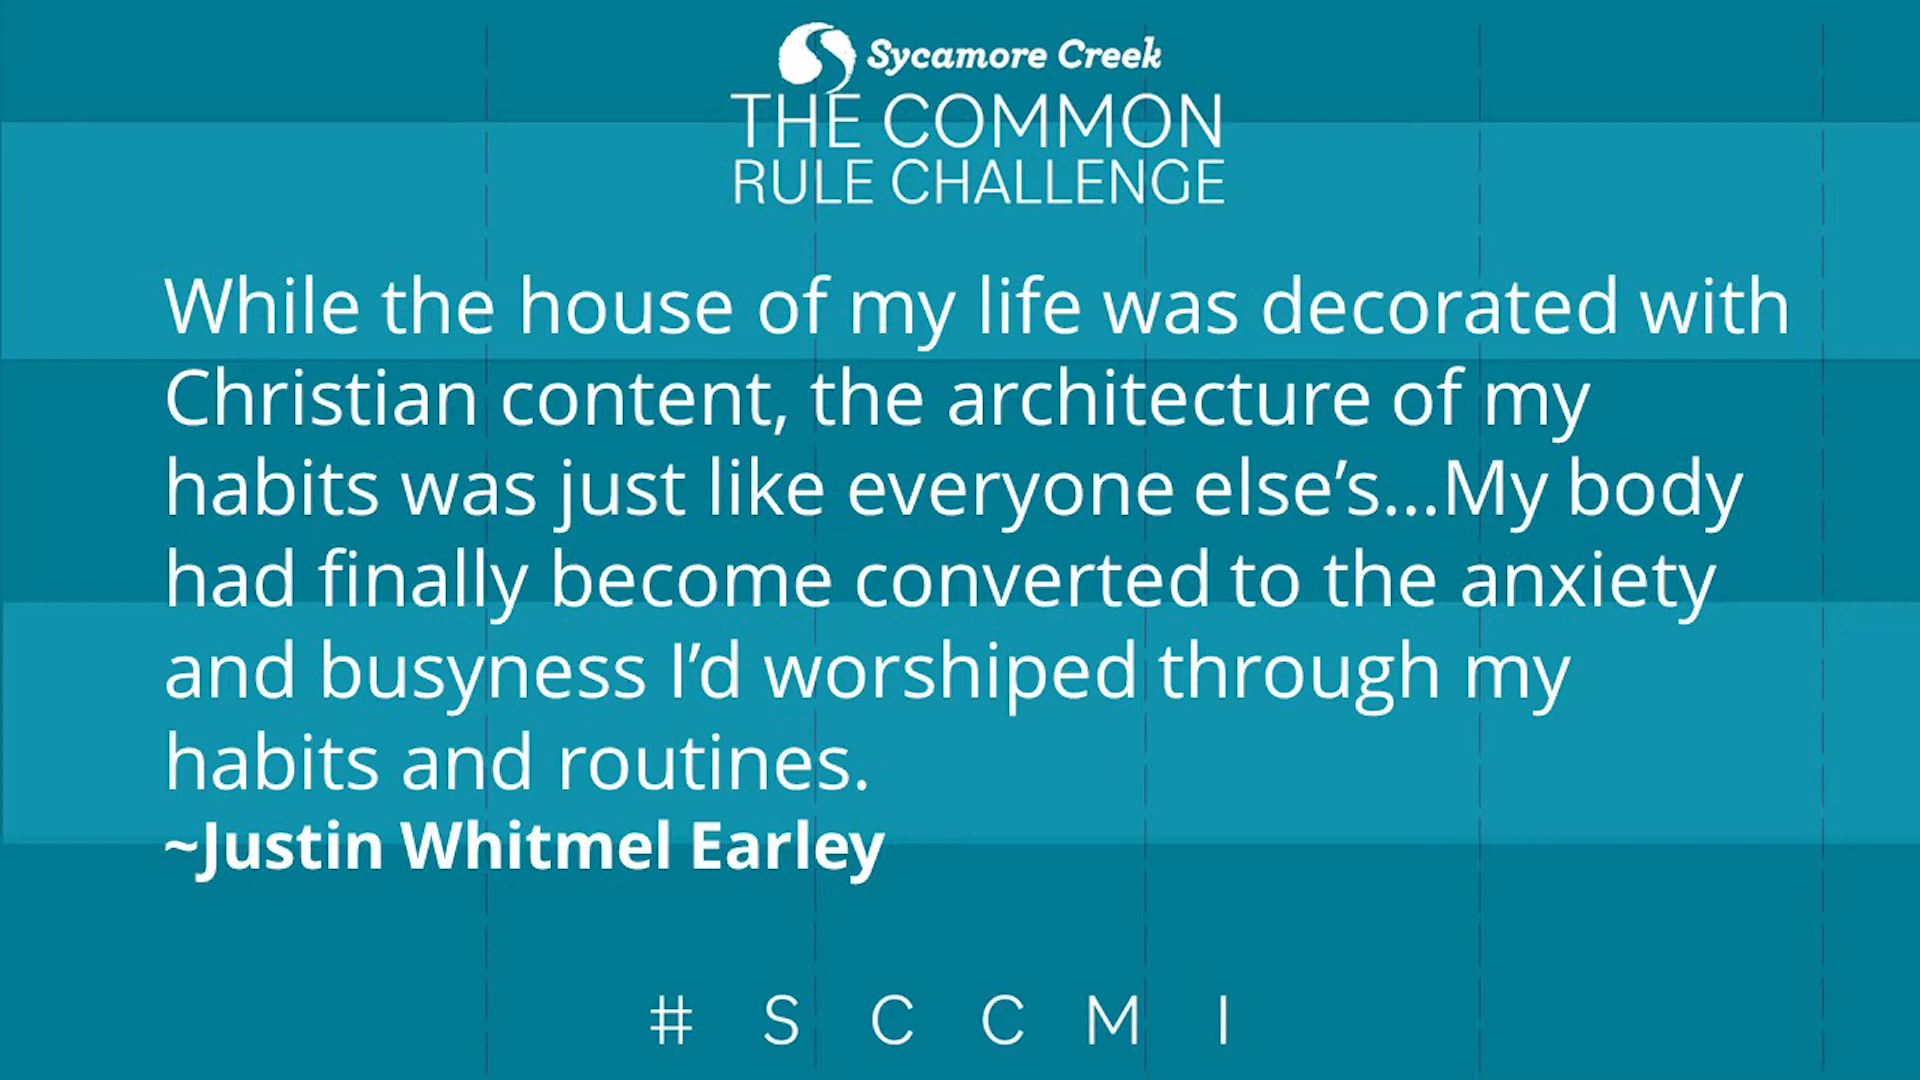 Sycamore Creek
THE COMMON
RULE CHALLENGE
While the house of my life was decorated with
Christian content, the architecture of my
habits was just like everyone else’s...My body
had finally become converted to the anxiety
and busyness I’d worshiped through my
habits and routines.
~Justin Whitmel Earley
# S C C M I